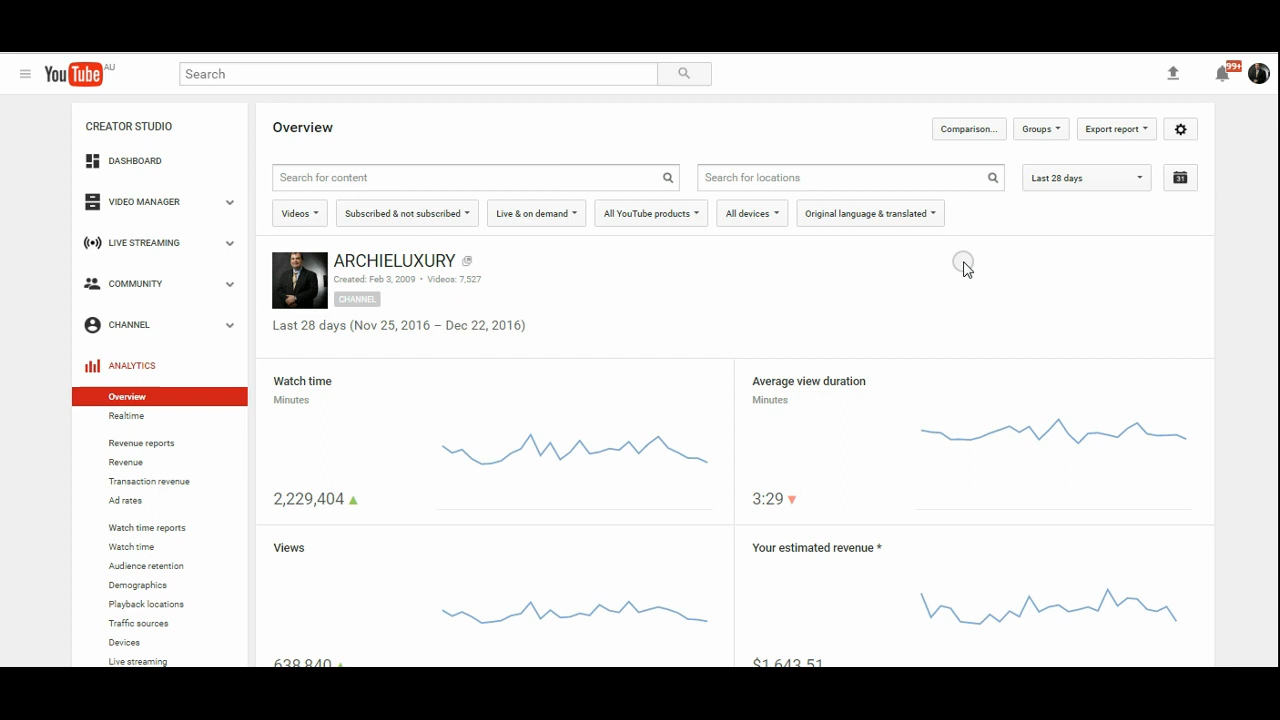 YouTube AU
Search
99+
CREATOR STUDIO
DASHBOARD
VIDEO MANAGER
LIVE STREAMING
COMMUNITY
CHANNEL
ANALYTICS
Overview
Realtime
Revenue reports
Revenue
Transaction revenue
Ad rates
Watch time reports
Watch time
Audience retention
Demographics
Playback locations
Traffic sources
Devices
Live streaming
Overview
Comparison... Groups Export report
Search for content Search for locations Last 28 days 31
Videos Subscribed & not subscribed Live & on demand All YouTube products All devices Original language & translated
ARCHIELUXURY
Created: Feb 3, 2009 • Videos: 7,527
CHANNEL
Last 28 days (Nov 25, 2016 – Dec 22, 2016)
Watch time
Minutes
2,229,404
Average view duration
Minutes
3:29
Views
638,840
Your estimated revenue *
$1,643.51